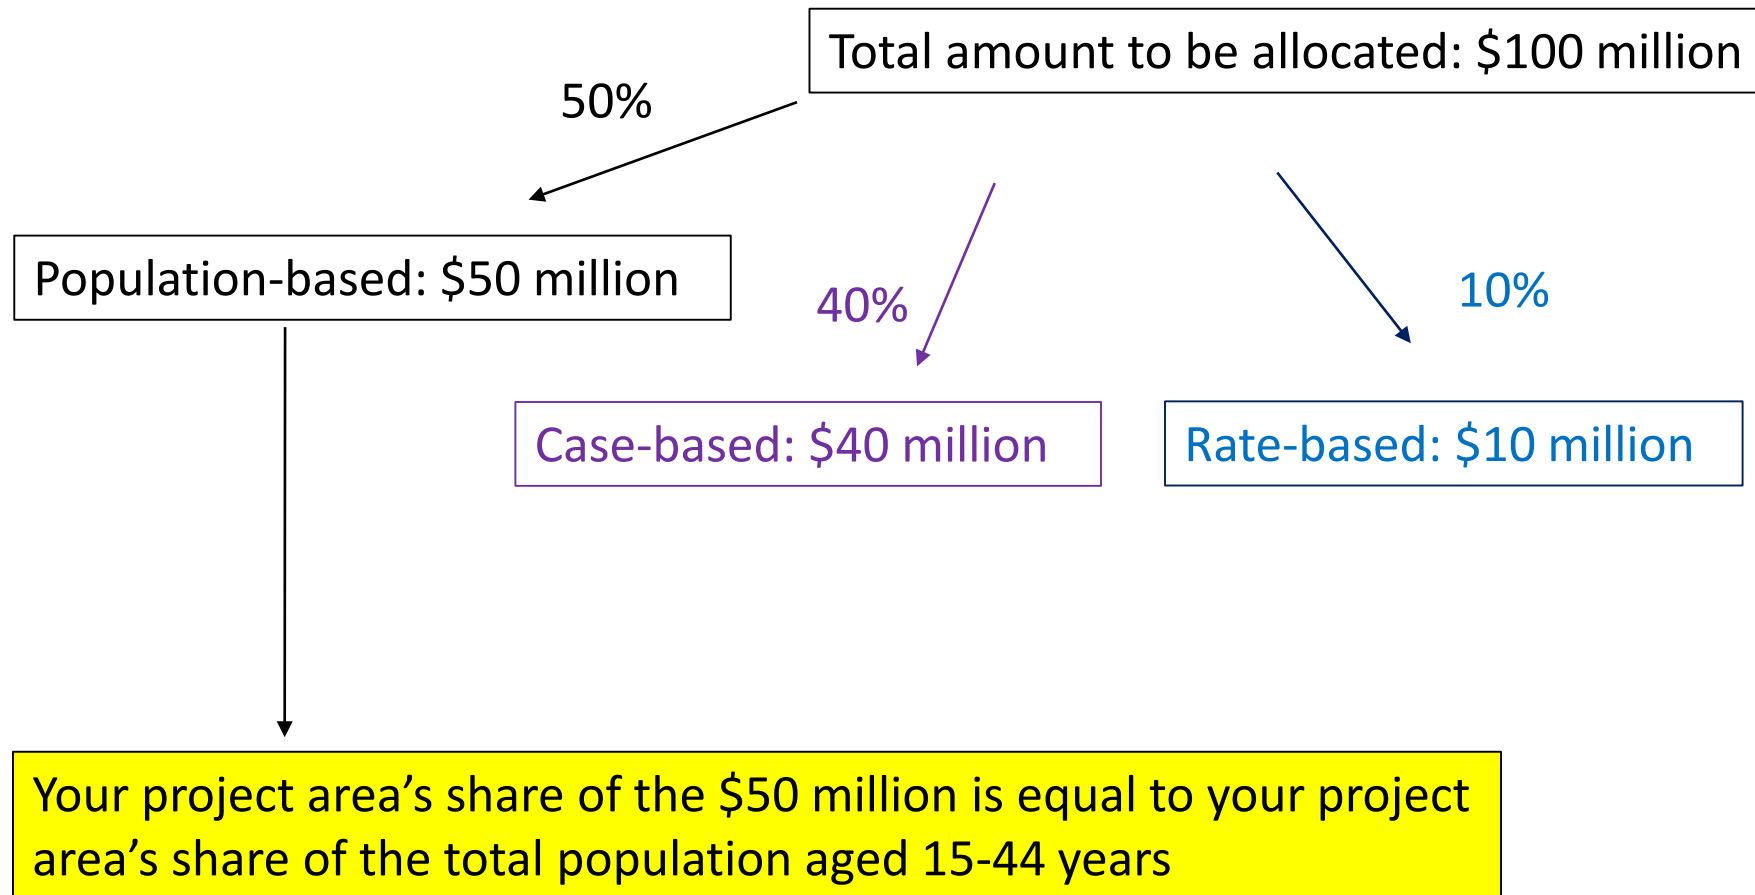 Total amount to be allocated: $100 million
50%
Population-based: $50 million
40%
10%
Case-based: $40 million
Rate-based: $10 million
Your project area’s share of the $50 million is equal to your project
area’s share of the total population aged 15-44 years